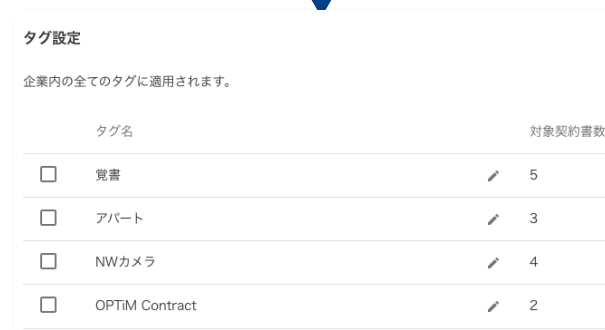 タグ設定
企業内の全てのタグに適用されます。
タグ名 対象契約書数
覚書 5
アパート 3
NWカメラ 4
OPTiM Contract 2